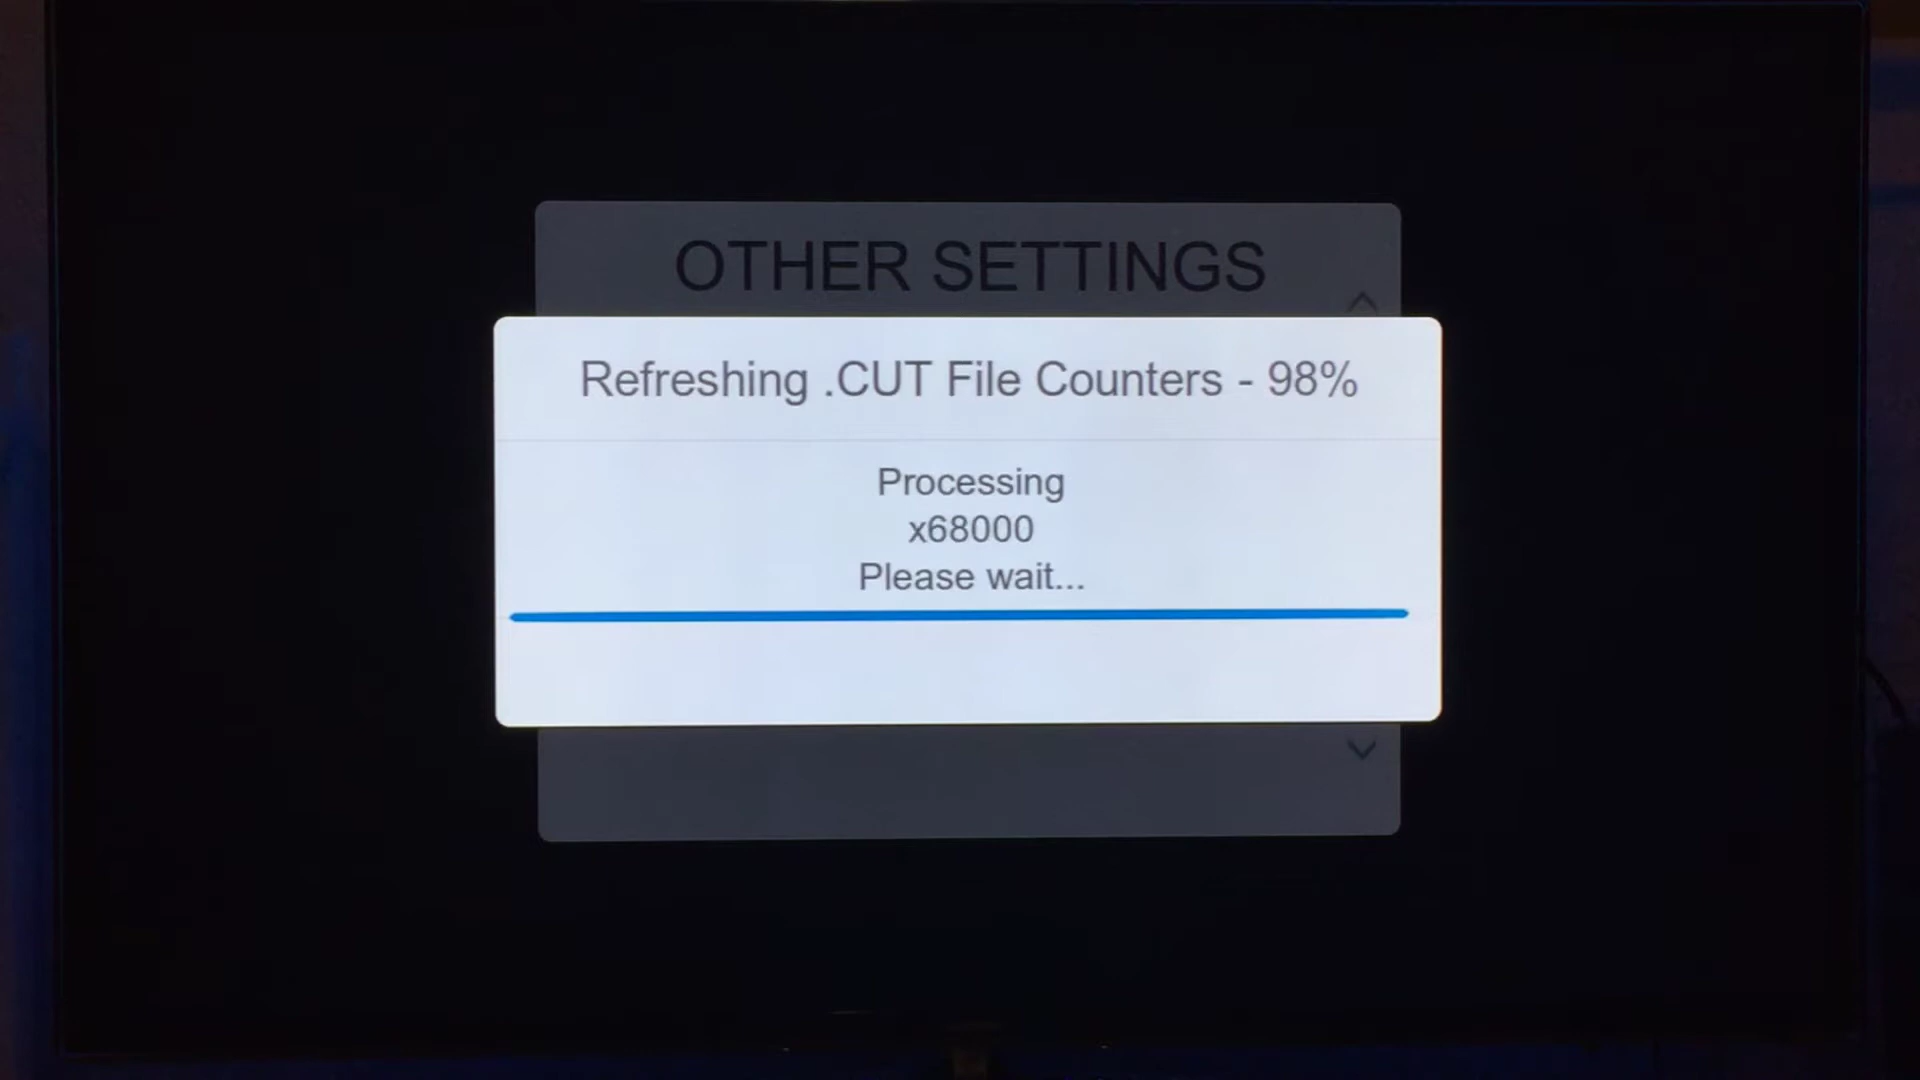 OTHER SETTINGS
Refreshing .CUT File Counters - 98%
Processing
x68000
Please wait...